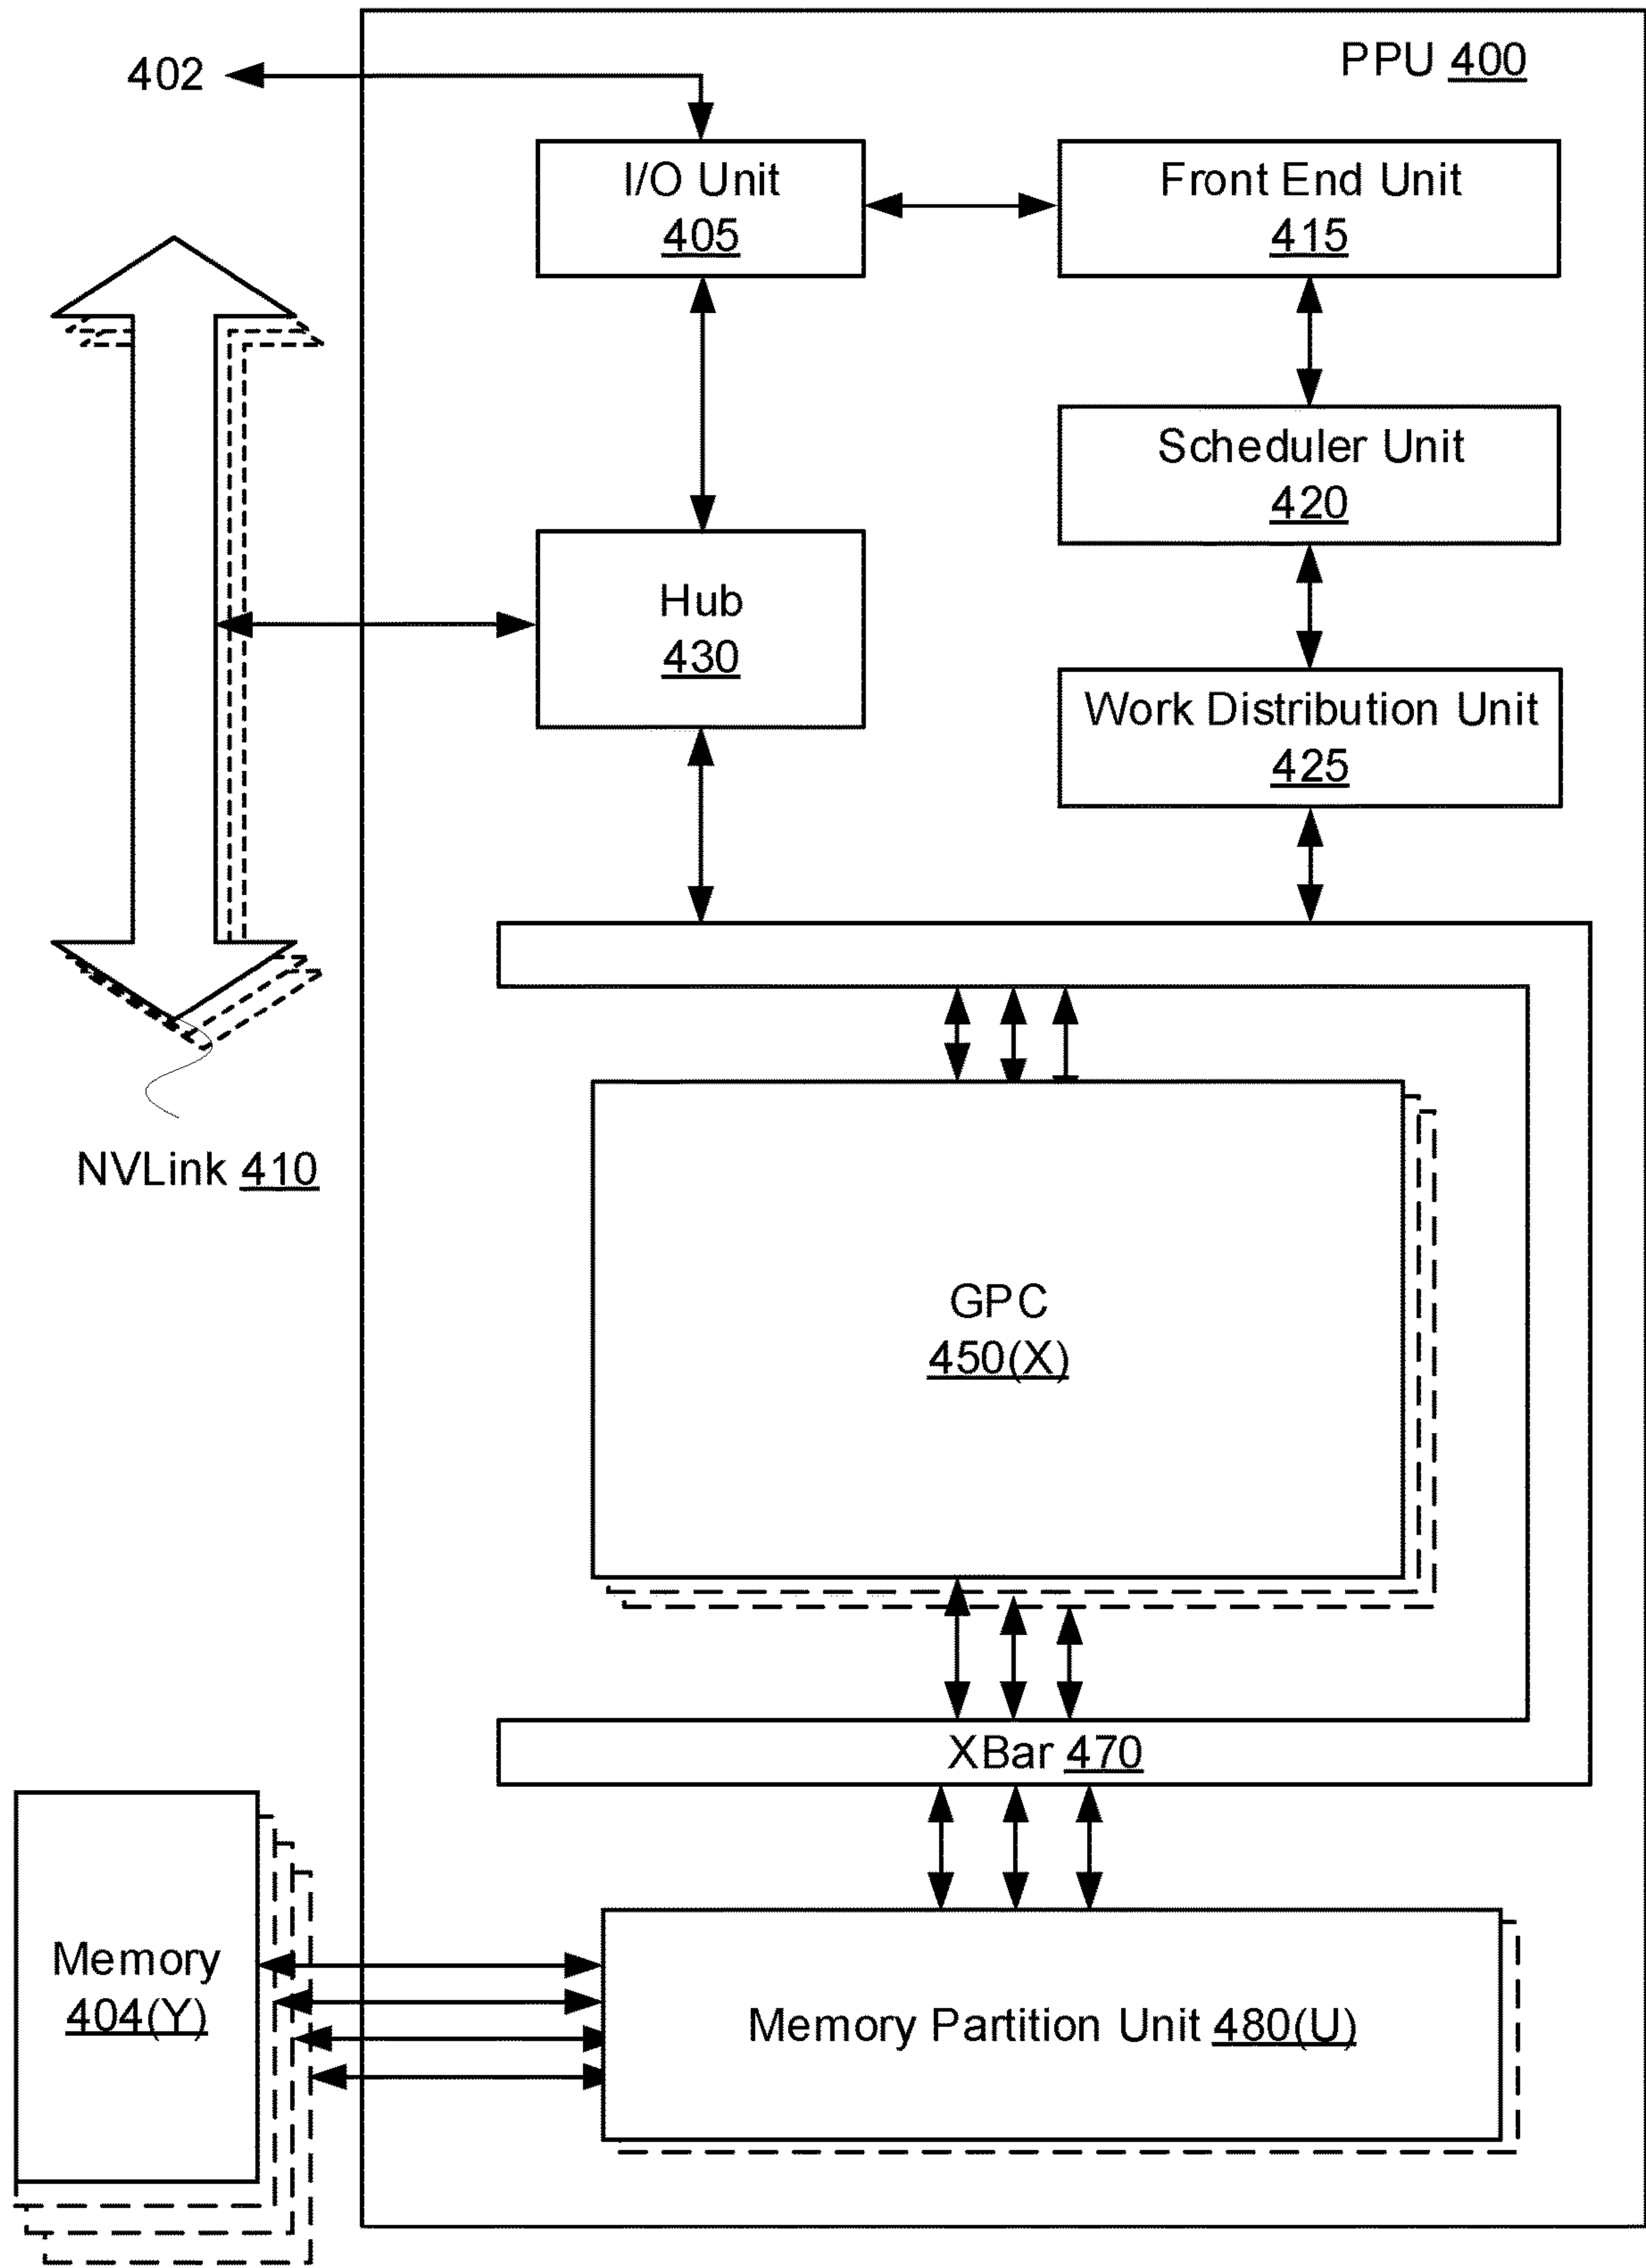 PPU 400
402
I/O Unit
405
Front End Unit
415
Scheduler Unit
420
Hub
430
Work Distribution Unit
425
NVLink 410
GPC
450(X)
XBar 470
Memory
404(Y)
Memory Partition Unit 480(U)